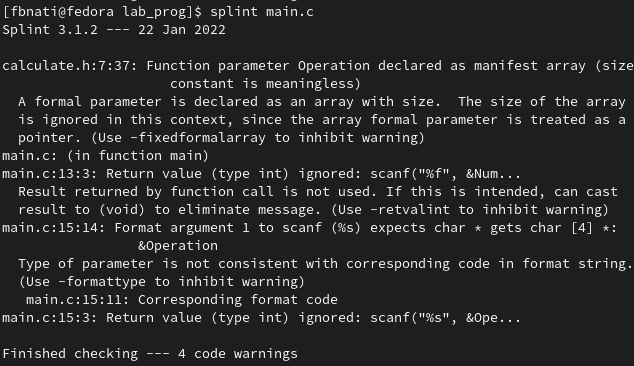 [fbnati@fedora lab_prog]$ splint main.c
Splint 3.1.2 --- 22 Jan 2022
calculate.h:7:37: Function parameter Operation declared as manifest array (size
constant is meaningless)
A formal parameter is declared as an array with size.  The size of the array
is ignored in this context, since the array formal parameter is treated as a
pointer. (Use -fixedformalarray to inhibit warning)
main.c: (in function main)
main.c:13:3: Return value (type int) ignored: scanf("%f", &Num...
Result returned by function call is not used. If this is intended, can cast
result to (void) to eliminate message. (Use -retvalint to inhibit warning)
main.c:15:14: Format argument 1 to scanf (%s) expects char * gets char [4] *:
&Operation
Type of parameter is not consistent with corresponding code in format string.
(Use -formattype to inhibit warning)
main.c:15:11: Corresponding format code
main.c:15:3: Return value (type int) ignored: scanf("%s", &Ope...
Finished checking --- 4 code warnings